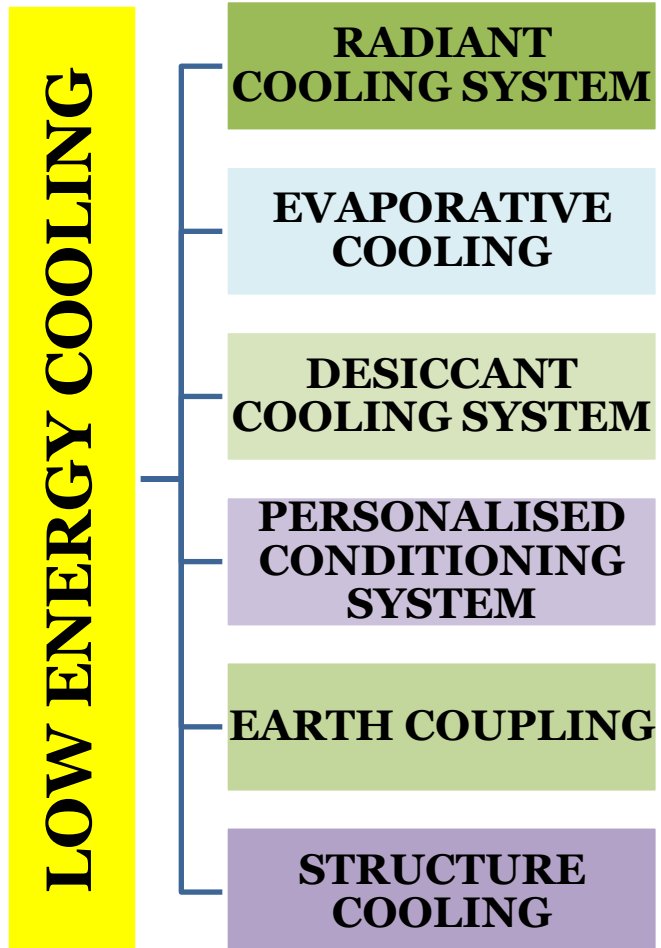 LOW ENERGY COOLING
RADIANT
COOLING SYSTEM
EVAPORATIVE
COOLING
DESICCANT
COOLING SYSTEM
PERSONALISED
CONDITIONING
SYSTEM
EARTH COUPLING
STRUCTURE
COOLING